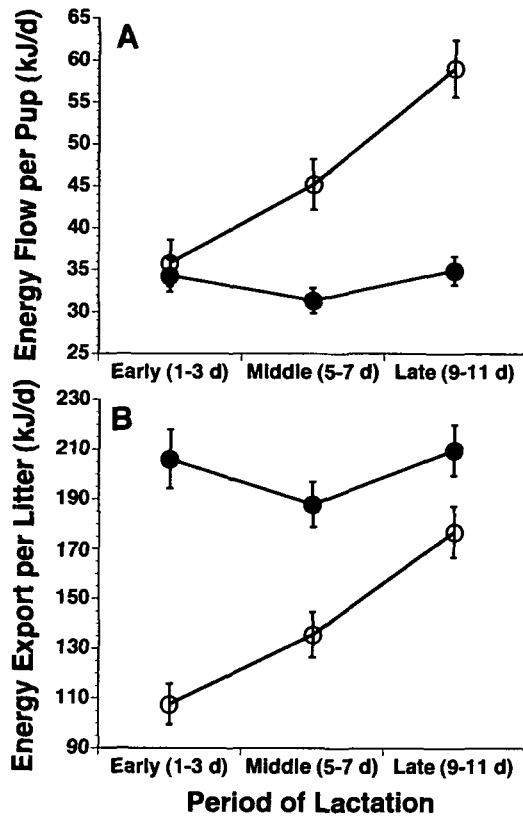 A
Energy Flow per Pup (kJ/d)
65
60
55
50
45
40
35
30
25
Early (1-3 d) Middle (5-7 d) Late (9-11 d)
B
Energy Export per Litter (kJ/d)
230
210
190
170
150
130
110
90
Early (1-3 d) Middle (5-7 d) Late (9-11 d)
Period of Lactation